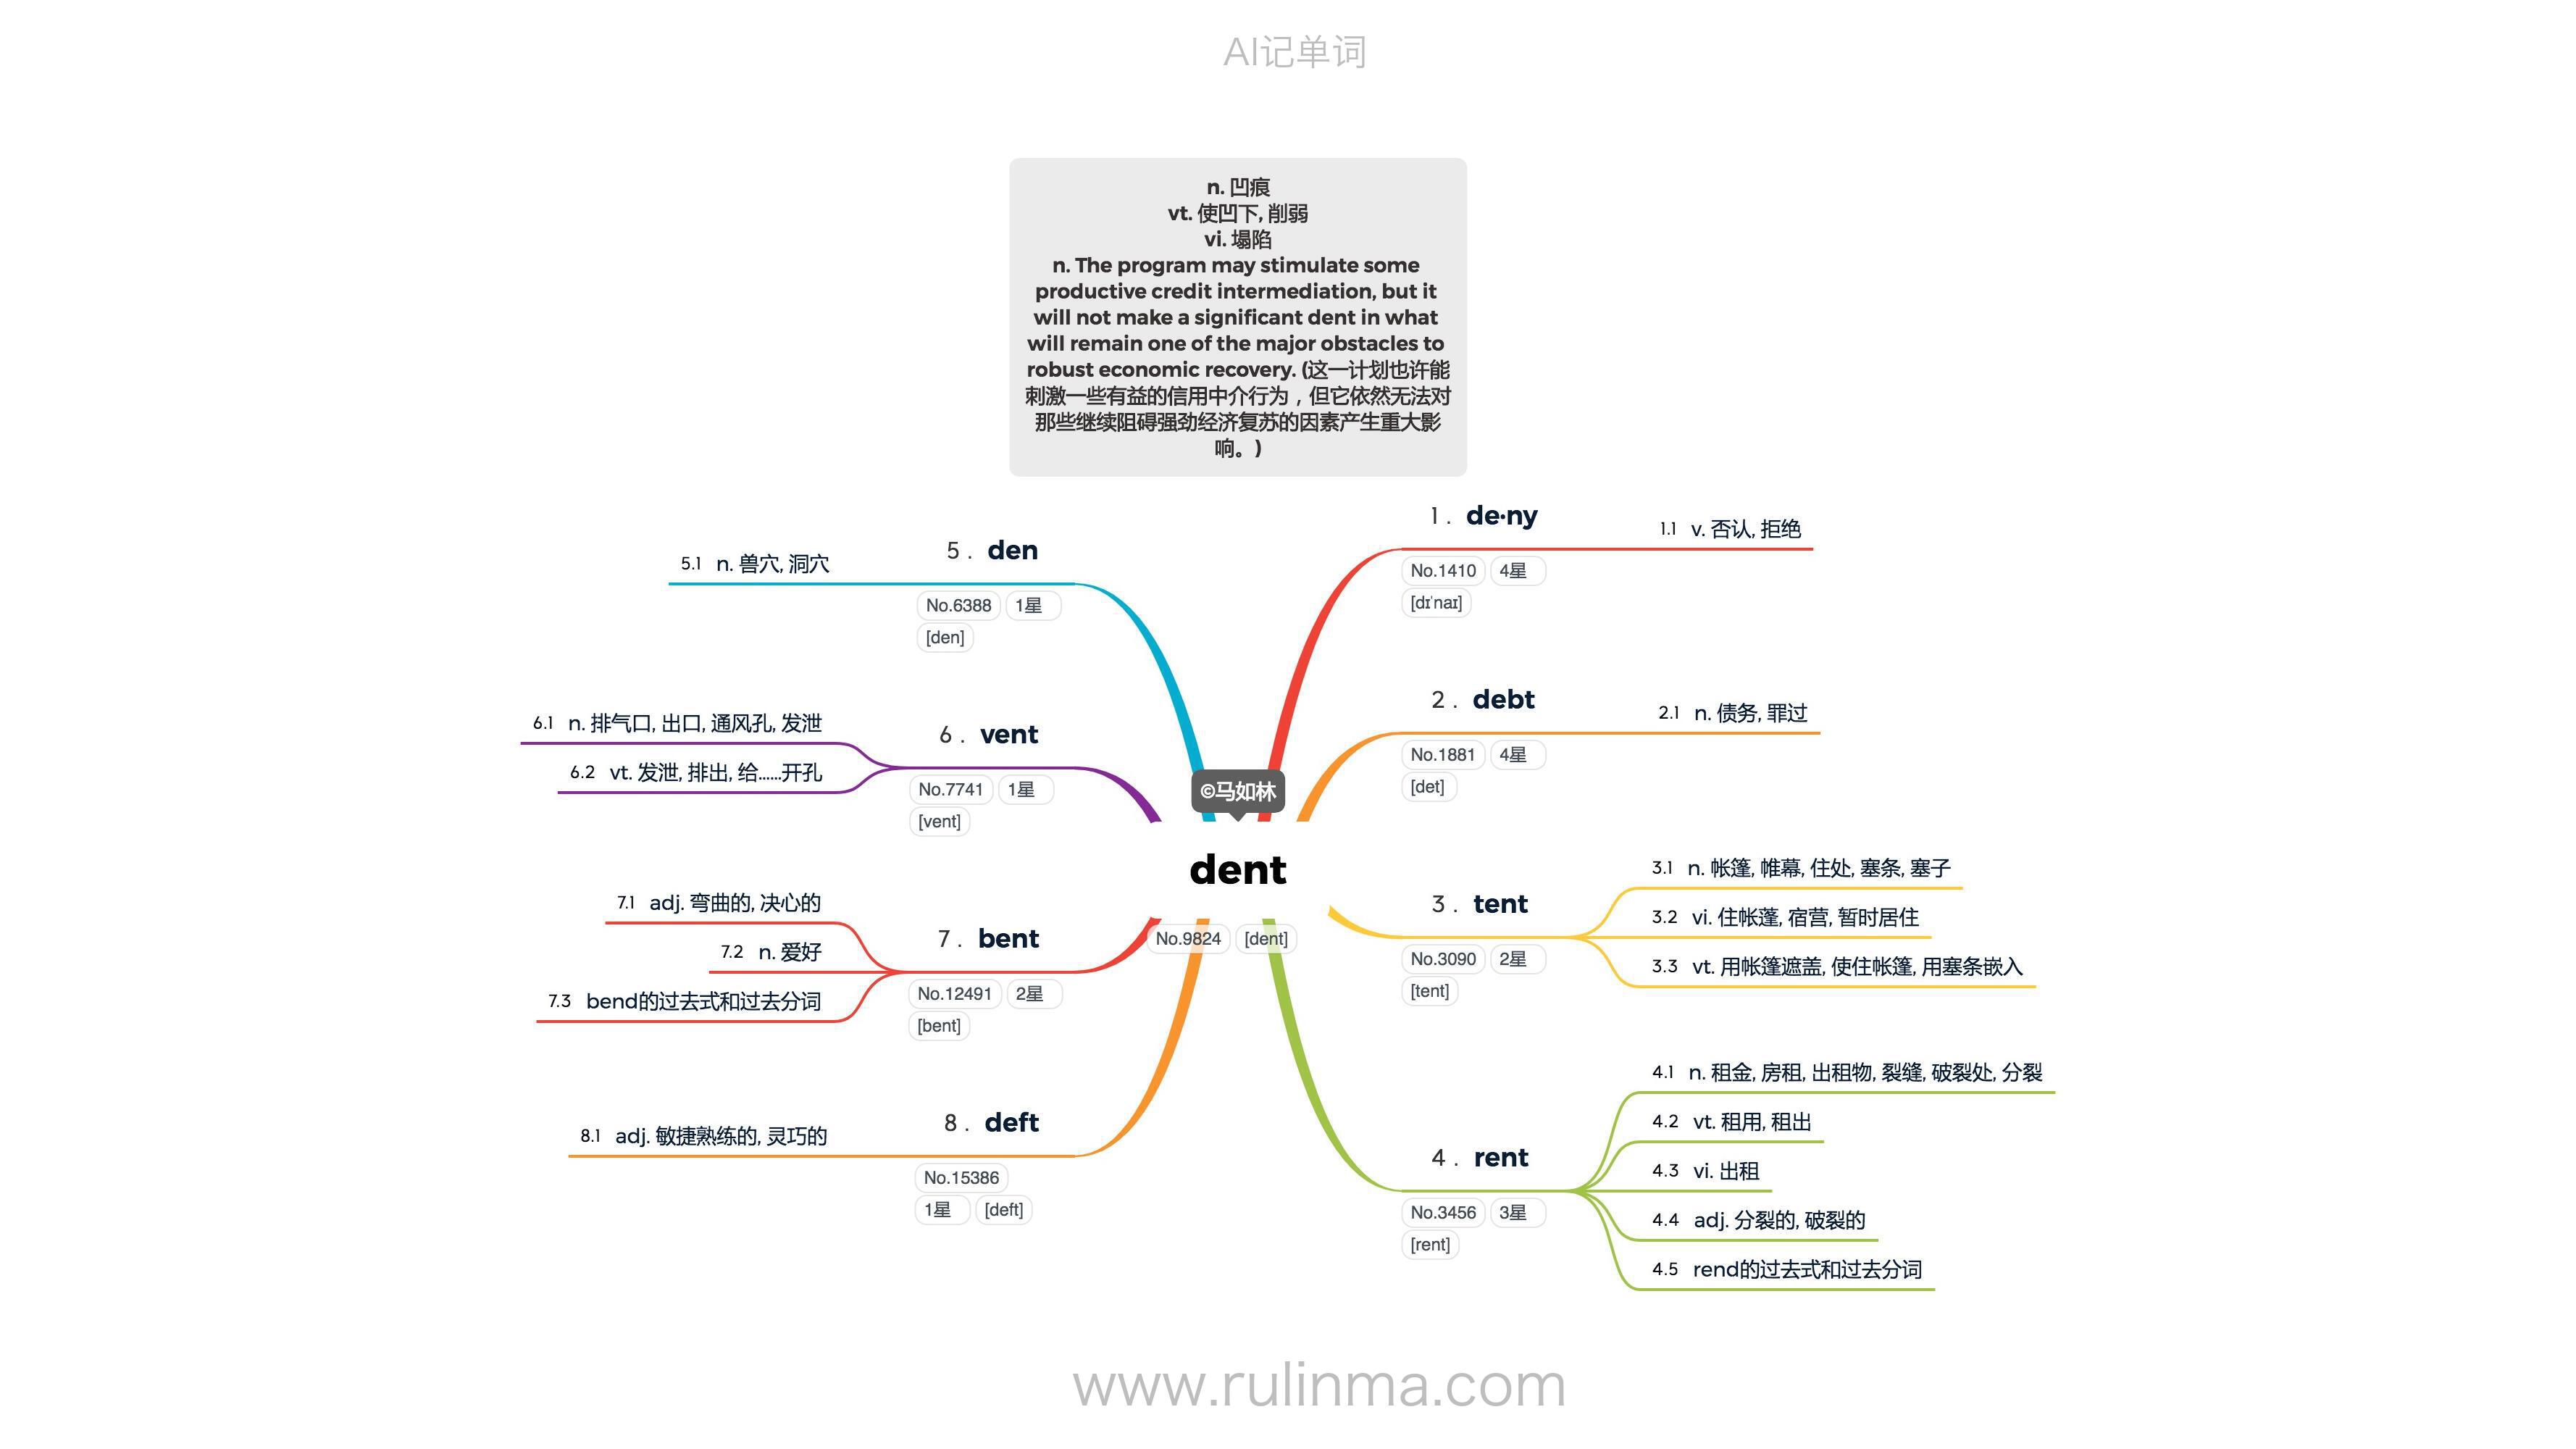 AI记单词
n. 凹痕
vt. 使凹下, 削弱
vi. 塌陷
n. The program may stimulate some
productive credit intermediation, but it
will not make a significant dent in what
will remain one of the major obstacles to
robust economic recovery. (这一计划也许能
刺激一些有益的信用中介行为，但它依然无法对
那些继续阻碍强劲经济复苏的因素产生重大影
响。)
©马如林
dent
No.9824 [dent]
1. de·ny
No.1410 4星
[dɪˈnaɪ]
1.1 v. 否认, 拒绝
2. debt
No.1881 4星
[det]
2.1 n. 债务, 罪过
3. tent
No.3090 2星
[tent]
3.1 n. 帐篷, 帷幕, 住处, 塞条, 塞子
3.2 vi. 住帐蓬, 宿营, 暂时居住
3.3 vt. 用帐篷遮盖, 使住帐篷, 用塞条嵌入
4. rent
No.3456 3星
[rent]
4.1 n. 租金, 房租, 出租物, 裂缝, 破裂处, 分裂
4.2 vt. 租用, 租出
4.3 vi. 出租
4.4 adj. 分裂的, 破裂的
4.5 rend的过去式和过去分词
5. den
No.6388 1星
[den]
5.1 n. 兽穴, 洞穴
6. vent
No.7741 1星
[vent]
6.1 n. 排气口, 出口, 通风孔, 发泄
6.2 vt. 发泄, 排出, 给……开孔
7. bent
No.12491 2星
[bent]
7.1 adj. 弯曲的, 决心的
7.2 n. 爱好
7.3 bend的过去式和过去分词
8. deft
No.15386
1星 [deft]
8.1 adj. 敏捷熟练的, 灵巧的
www.rulinma.com